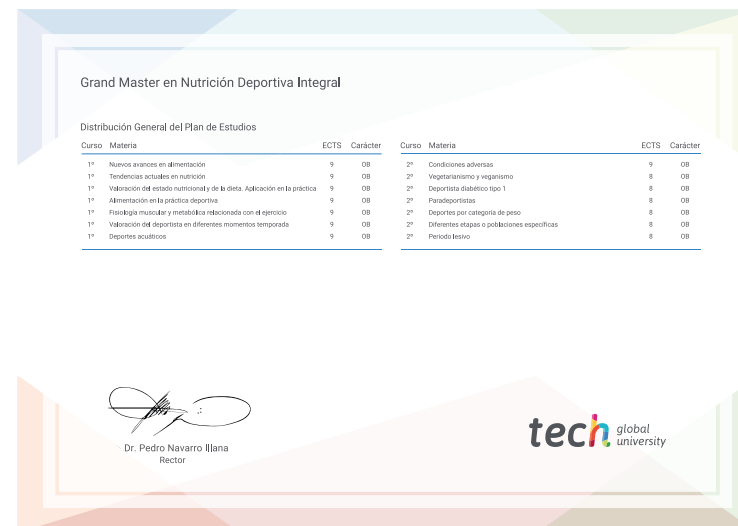 Grand Master en Nutrición Deportiva Integral
Distribución General del Plan de Estudios
Curso Materia ECTS Carácter
1º Nuevos avances en alimentación 9 OB
1º Tendencias actuales en nutrición 9 OB
1º Valoración del estado nutricional y de la dieta. Aplicación en la práctica 9 OB
1º Alimentación en la práctica deportiva 9 OB
1º Fisiología muscular y metabólica relacionada con el ejercicio 9 OB
1º Valoración del deportista en diferentes momentos temporada 9 OB
1º Deportes acuáticos 9 OB
Curso Materia ECTS Carácter
2º Condiciones adversas 9 OB
2º Vegetarianismo y veganismo 8 OB
2º Deportista diabético tipo 1 8 OB
2º Paradeportistas 8 OB
2º Deportes por categoría de peso 8 OB
2º Diferentes etapas o poblaciones específicas 8 OB
2º Periodo lesivo 8 OB
Dr. Pedro Navarro Illana
Rector
tech global
university